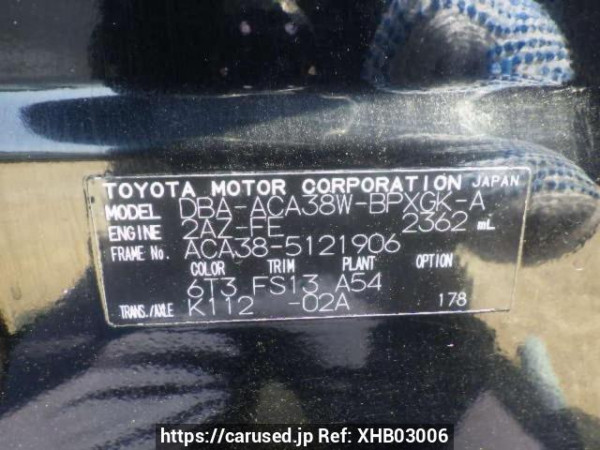 TOYOTA MOTOR CORPORATION JAPAN
MODEL DBA-ACA38W-BPXGK-A
ENGINE 2AZ-FE 2362 mL
FRAME No. ACA38-5121906
COLOR TRIM PLANT OPTION
6T3 FS13 A54
TRANS./AXLE K112 -02A 178
https://carused.jp Ref: XHB03006